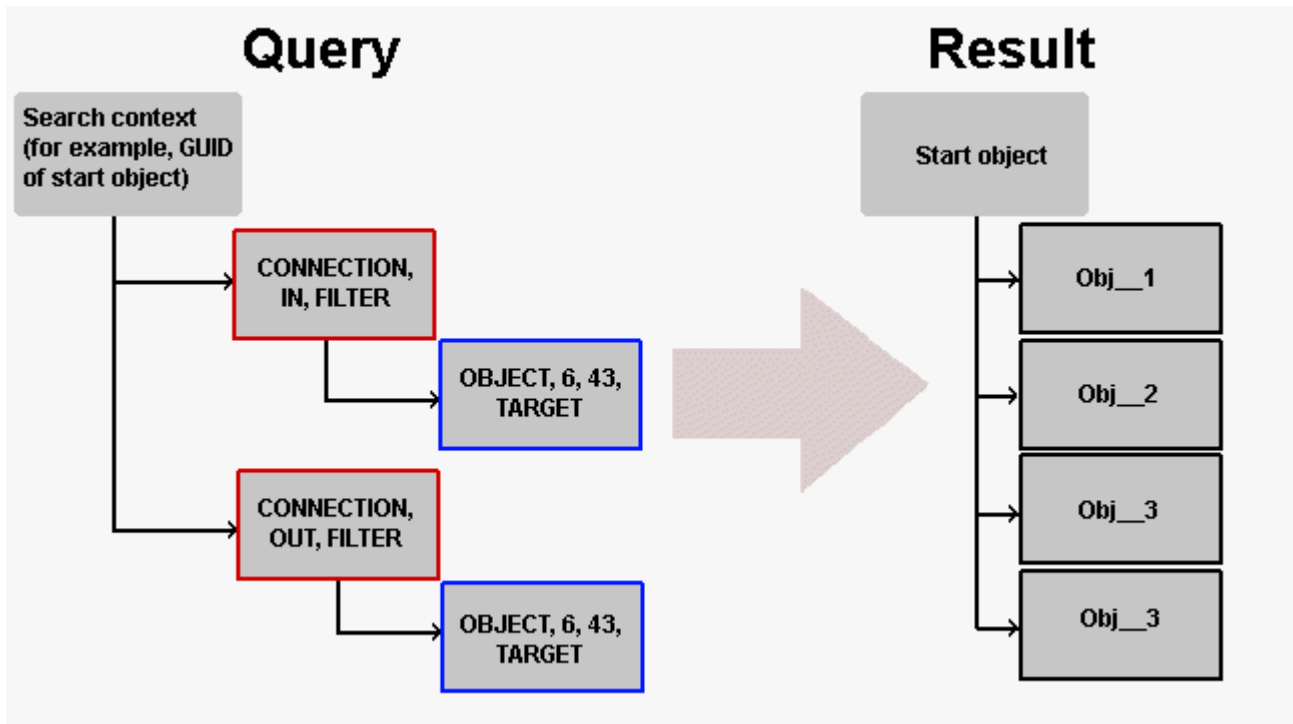 Query
Search context
(for example, GUID
of start object)
CONNECTION,
IN, FILTER
OBJECT, 6, 43,
TARGET
CONNECTION,
OUT, FILTER
OBJECT, 6, 43,
TARGET
Result
Start object
Obj__1
Obj__2
Obj__3
Obj__3